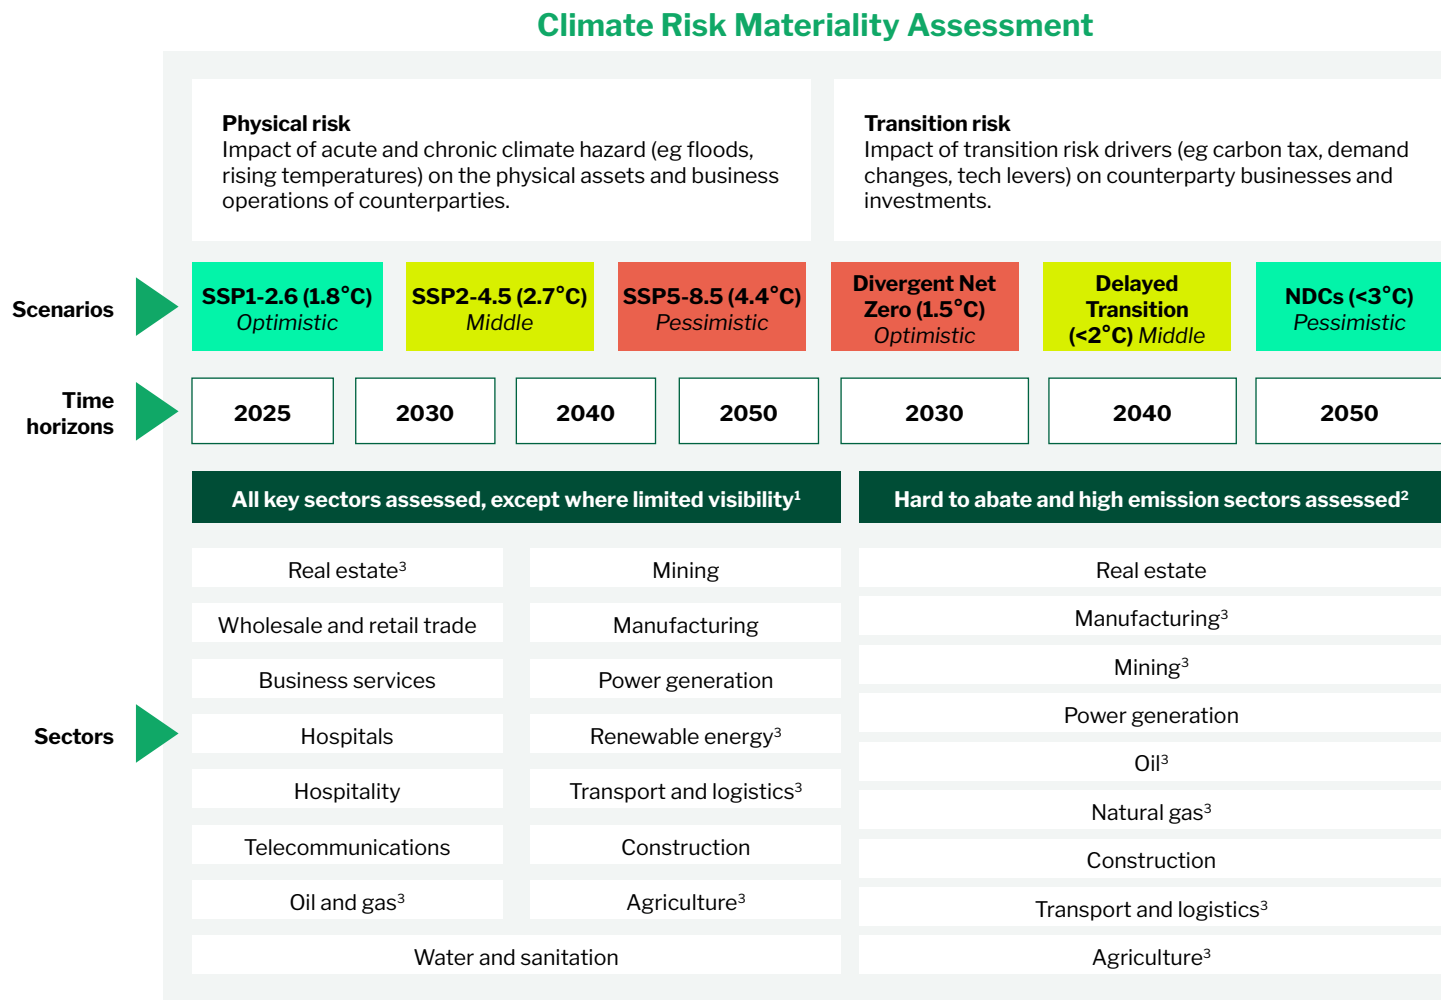 Climate Risk Materiality Assessment
Physical risk
Impact of acute and chronic climate hazard (eg floods,
rising temperatures) on the physical assets and business
operations of counterparties.
Transition risk
Impact of transition risk drivers (eg carbon tax, demand
changes, tech levers) on counterparty businesses and
investments.
Scenarios
SSP1-2.6 (1.8°C)
Optimistic
SSP2-4.5 (2.7°C)
Middle
SSP5-8.5 (4.4°C)
Pessimistic
Divergent Net
Zero (1.5°C)
Optimistic
Delayed
Transition
(<2°C) Middle
NDCs (<3°C)
Pessimistic
Time
horizons
2025
2030
2040
2050
2030
2040
2050
All key sectors assessed, except where limited visibility¹
Hard to abate and high emission sectors assessed²
Sectors
Real estate³
Wholesale and retail trade
Business services
Hospitals
Hospitality
Telecommunications
Oil and gas³
Mining
Manufacturing
Power generation
Renewable energy³
Transport and logistics³
Construction
Agriculture³
Water and sanitation
Real estate
Manufacturing³
Mining³
Power generation
Oil³
Natural gas³
Construction
Transport and logistics³
Agriculture³